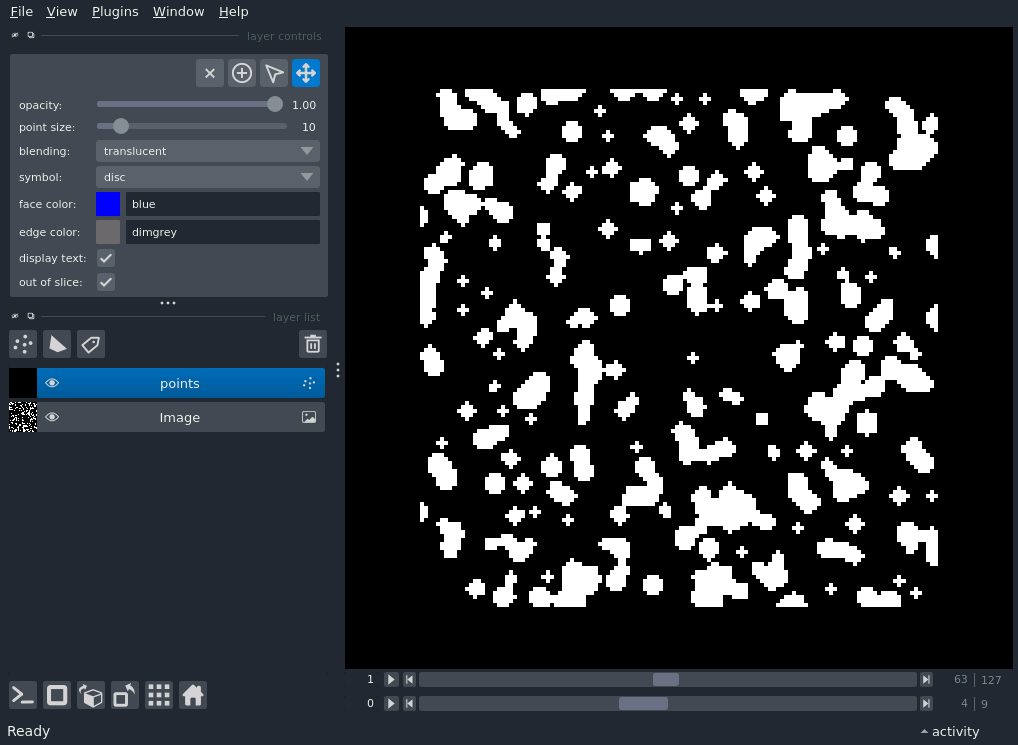 File View Plugins Window Help
layer controls
opacity: 1.00
point size: 10
blending: translucent
symbol: disc
face color: blue
edge color: dimgrey
display text:
out of slice:
layer list
points
Image
1 63 | 127
0 4 | 9
Ready activity